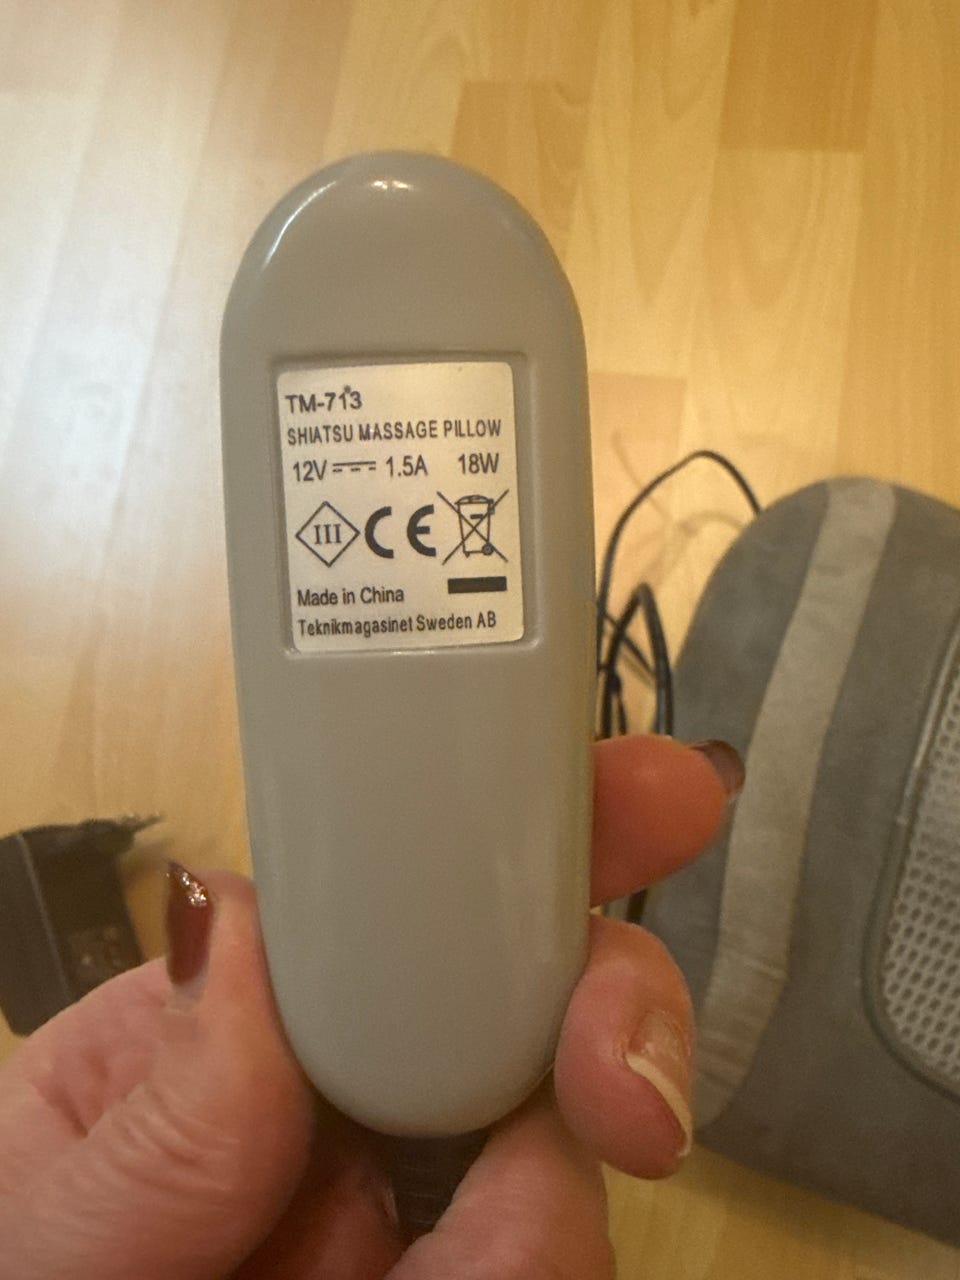 TM-713
SHIATSU MASSAGE PILLOW
12V 1.5A 18W
III CE
Made in China
Teknikmagasinet Sweden AB